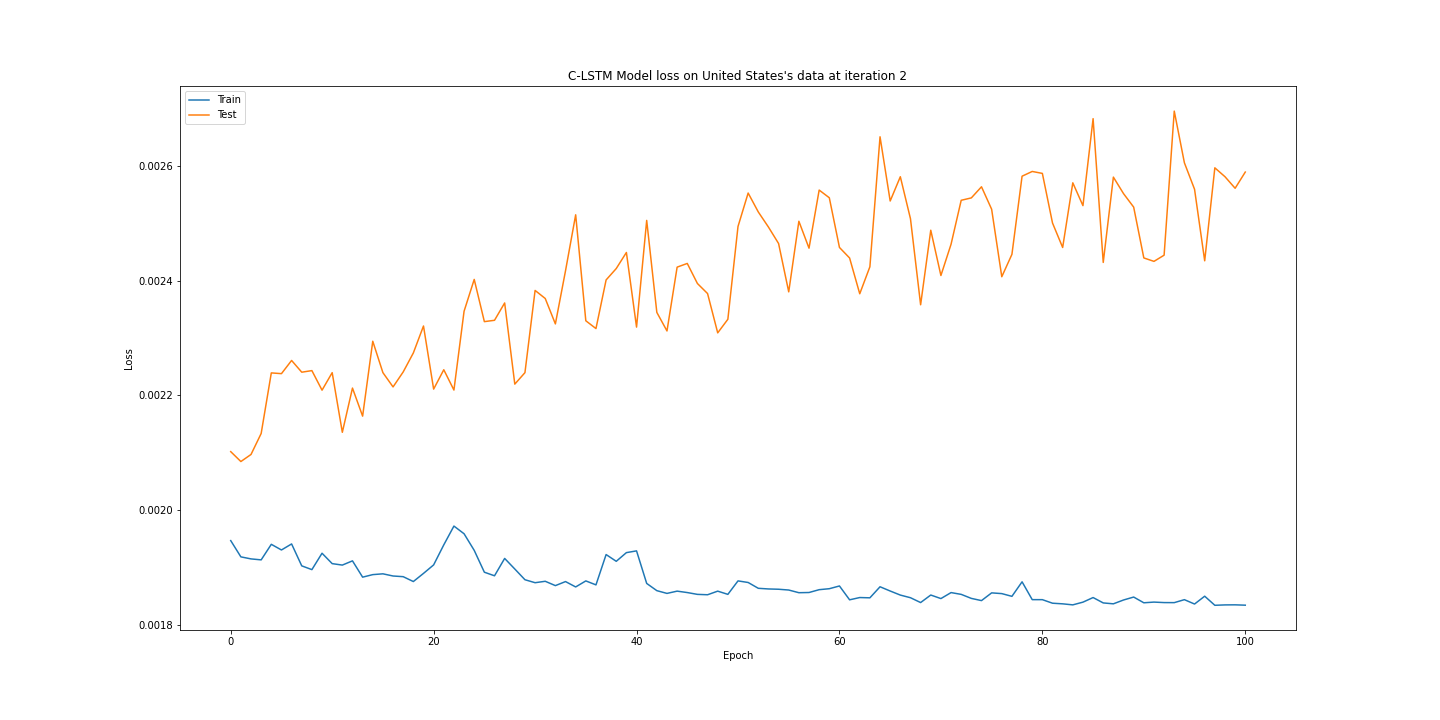 C-LSTM Model loss on United States's data at iteration 2
Train
Test
0.0026
0.0024
0.0022
0.0020
0.0018
Loss
0 20 40 60 80 100
Epoch